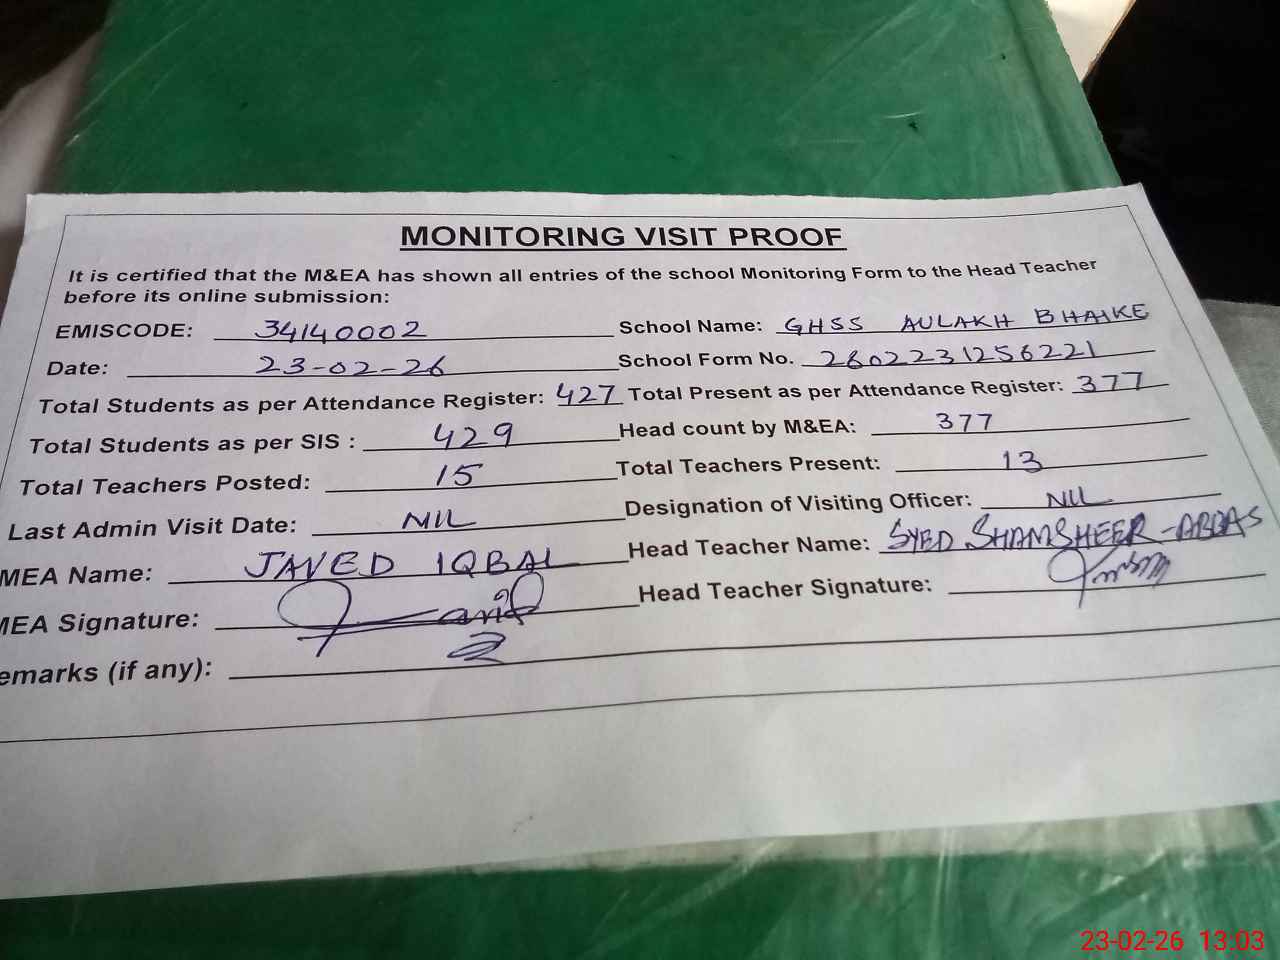 MONITORING VISIT PROOF
It is certified that the M&EA has shown all entries of the school Monitoring Form to the Head Teacher
before its online submission:
EMISCODE: 34140002 School Name: GHSS AULAKH BHAIKE
Date: 23-02-26 School Form No. 2602231256221
Total Students as per Attendance Register: 427 Total Present as per Attendance Register: 377
Total Students as per SIS : 429 Head count by M&EA: 377
Total Teachers Posted: 15 Total Teachers Present: 13
Last Admin Visit Date: NIL Designation of Visiting Officer: NIL
MEA Name: JAVED IQBAL Head Teacher Name: SYED SHAMSHEER-ABBAS
MEA Signature: Head Teacher Signature:
emarks (if any):
23-02-26 13:03